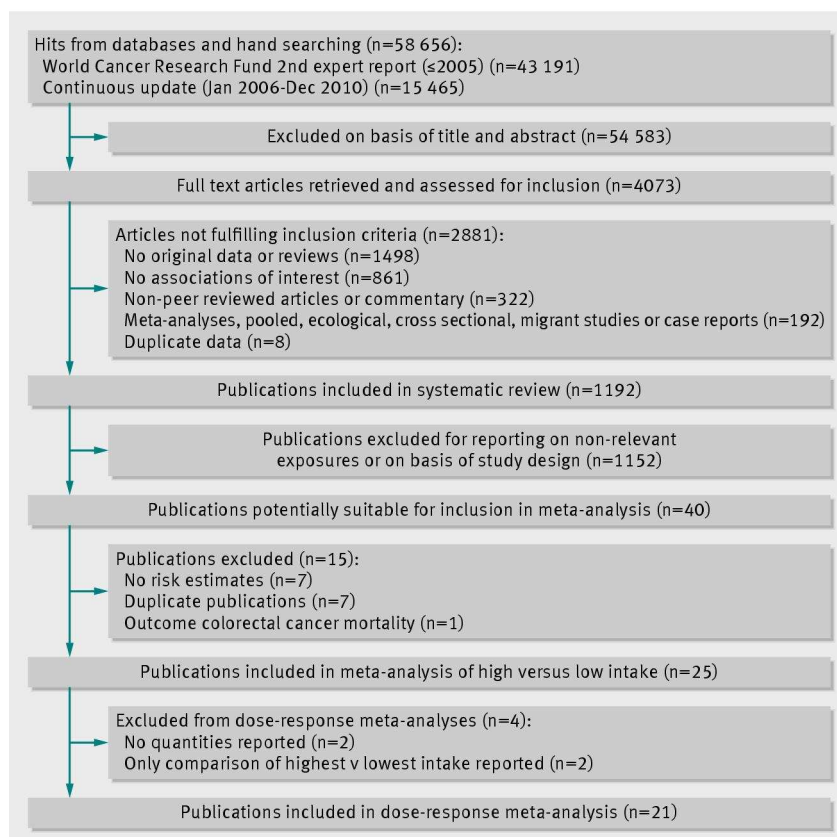 Hits from databases and hand searching (n=58 656):
World Cancer Research Fund 2nd expert report (≤2005) (n=43 191)
Continuous update (Jan 2006-Dec 2010) (n=15 465)
Excluded on basis of title and abstract (n=54 583)
Full text articles retrieved and assessed for inclusion (n=4073)
Articles not fulfilling inclusion criteria (n=2881):
No original data or reviews (n=1498)
No associations of interest (n=861)
Non-peer reviewed articles or commentary (n=322)
Meta-analyses, pooled, ecological, cross sectional, migrant studies or case reports (n=192)
Duplicate data (n=8)
Publications included in systematic review (n=1192)
Publications excluded for reporting on non-relevant
exposures or on basis of study design (n=1152)
Publications potentially suitable for inclusion in meta-analysis (n=40)
Publications excluded (n=15):
No risk estimates (n=7)
Duplicate publications (n=7)
Outcome colorectal cancer mortality (n=1)
Publications included in meta-analysis of high versus low intake (n=25)
Excluded from dose-response meta-analyses (n=4):
No quantities reported (n=2)
Only comparison of highest v lowest intake reported (n=2)
Publications included in dose-response meta-analysis (n=21)